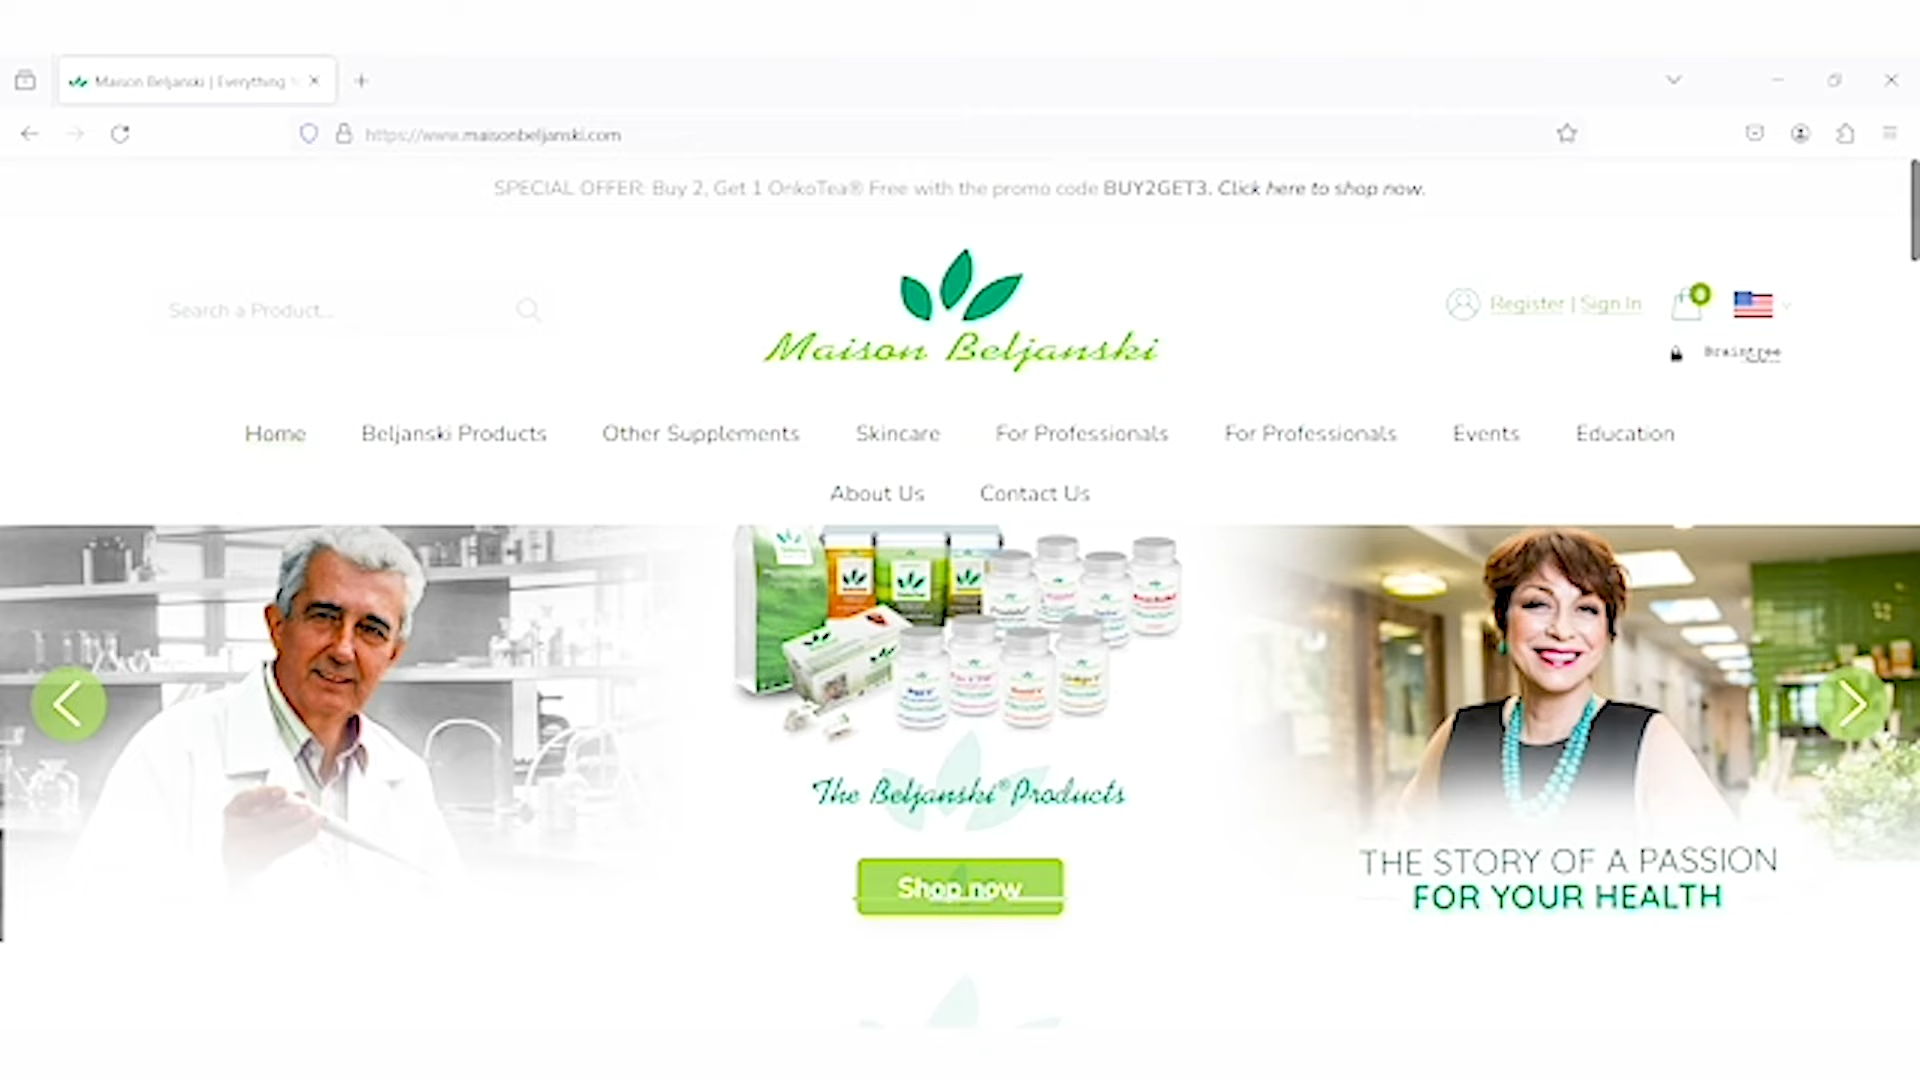 Maison Beljanski | Everything
https://www.maisonbeljanski.com
SPECIAL OFFER: Buy 2, Get 1 OnkoTea® Free with the promo code BUY2GET3. Click here to shop now.
Search a Product...
Maison Beljanski
Register | Sign In
0
Braintree
Home Beljanski Products Other Supplements Skincare For Professionals For Professionals Events Education
About Us Contact Us
The Beljanski® Products
Shop now
THE STORY OF A PASSION
FOR YOUR HEALTH